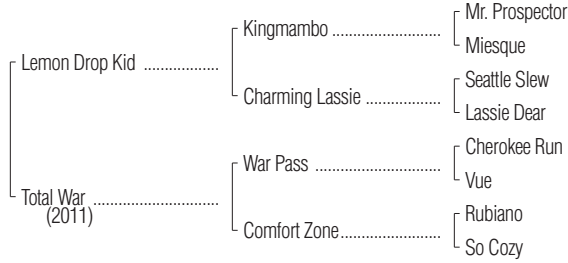 Mr. Prospector
Kingmambo ....................
Miesque
Lemon Drop Kid ..................
Seattle Slew
Charming Lassie ..................
Lassie Dear
Cherokee Run
War Pass ........................
Vue
Total War ..............................
(2011)
Rubiano
Comfort Zone........................
So Cozy